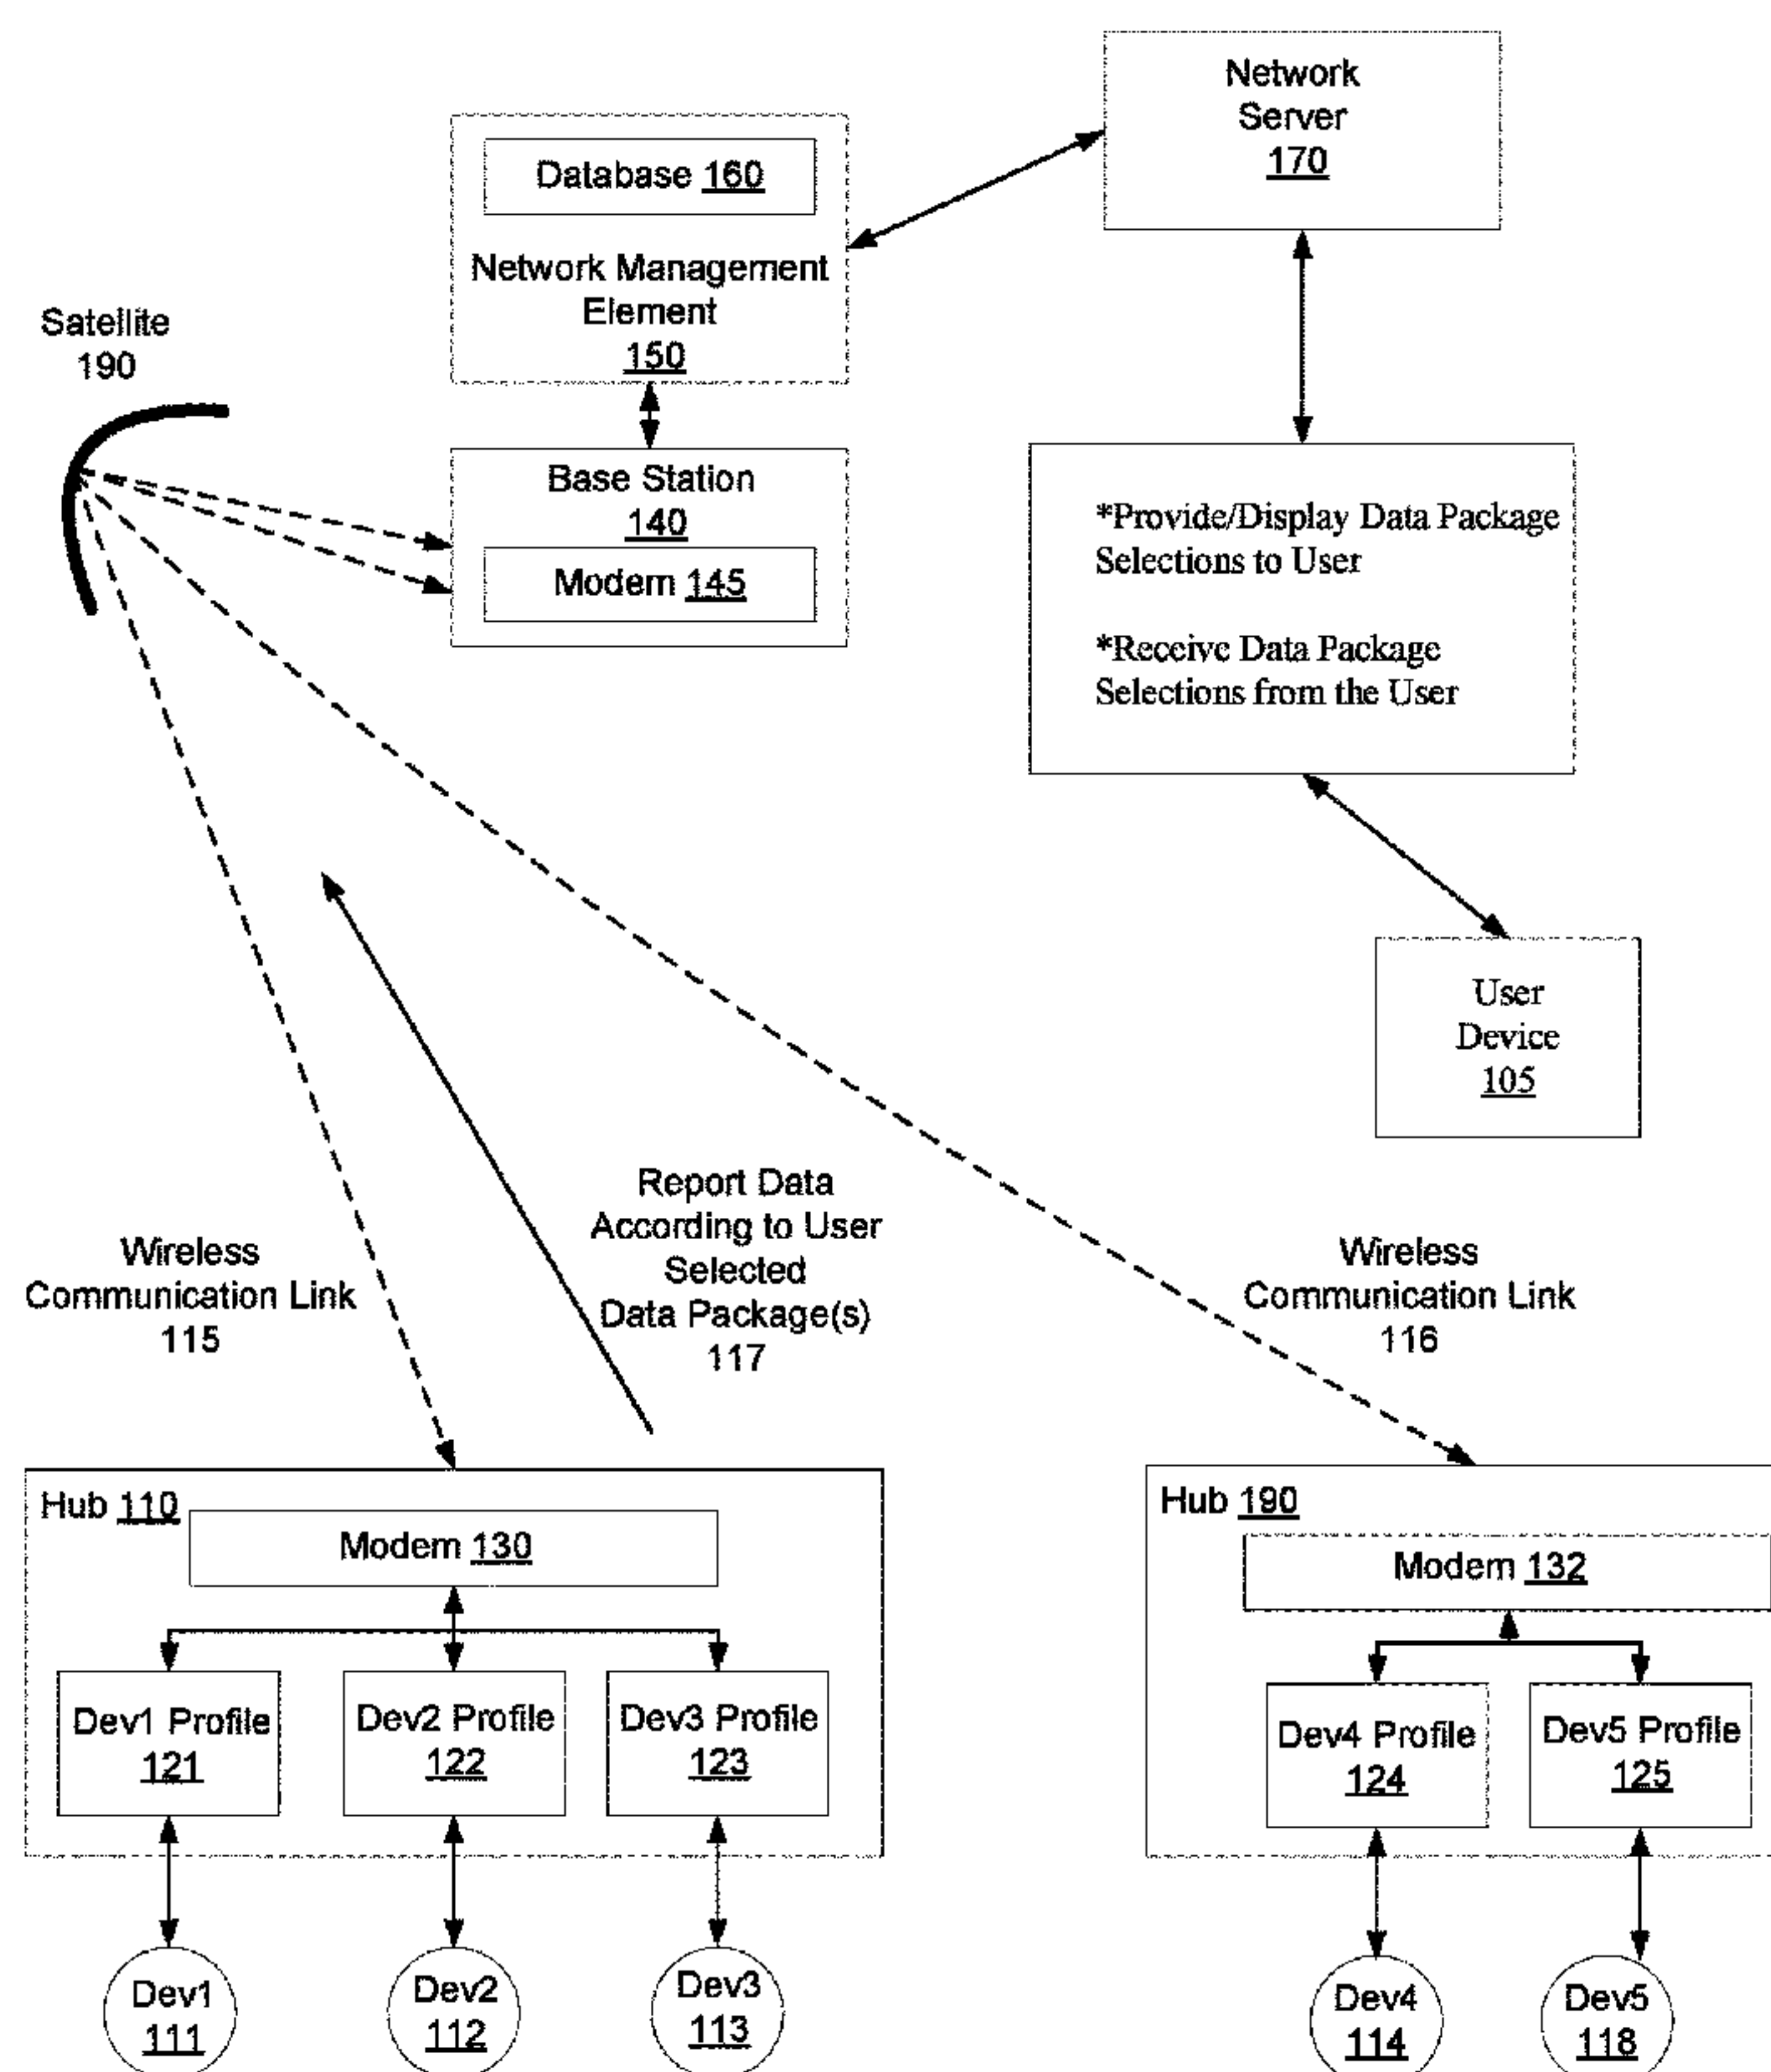 Network
Server
170
Database 160
Network Management
Element
150
Satellite
190
Base Station
140
Modem 145
*Provide/Display Data Package
Selections to User
*Receive Data Package
Selections from the User
User
Device
105
Report Data
According to User
Selected
Data Package(s)
117
Wireless
Communication Link
115
Wireless
Communication Link
116
Hub 110
Modem 130
Dev1 Profile
121
Dev2 Profile
122
Dev3 Profile
123
Hub 190
Modem 132
Dev4 Profile
124
Dev5 Profile
125
Dev1
111
Dev2
112
Dev3
113
Dev4
114
Dev5
118